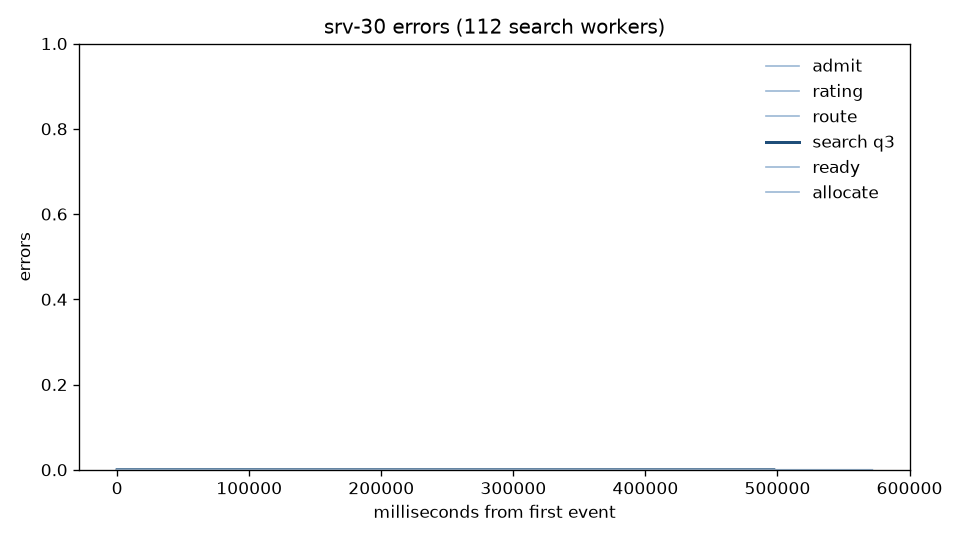 srv-30 errors (112 search workers)
1.0
0.8
0.6
0.4
0.2
0.0
errors
admit
rating
route
search q3
ready
allocate
0 100000 200000 300000 400000 500000 600000
milliseconds from first event